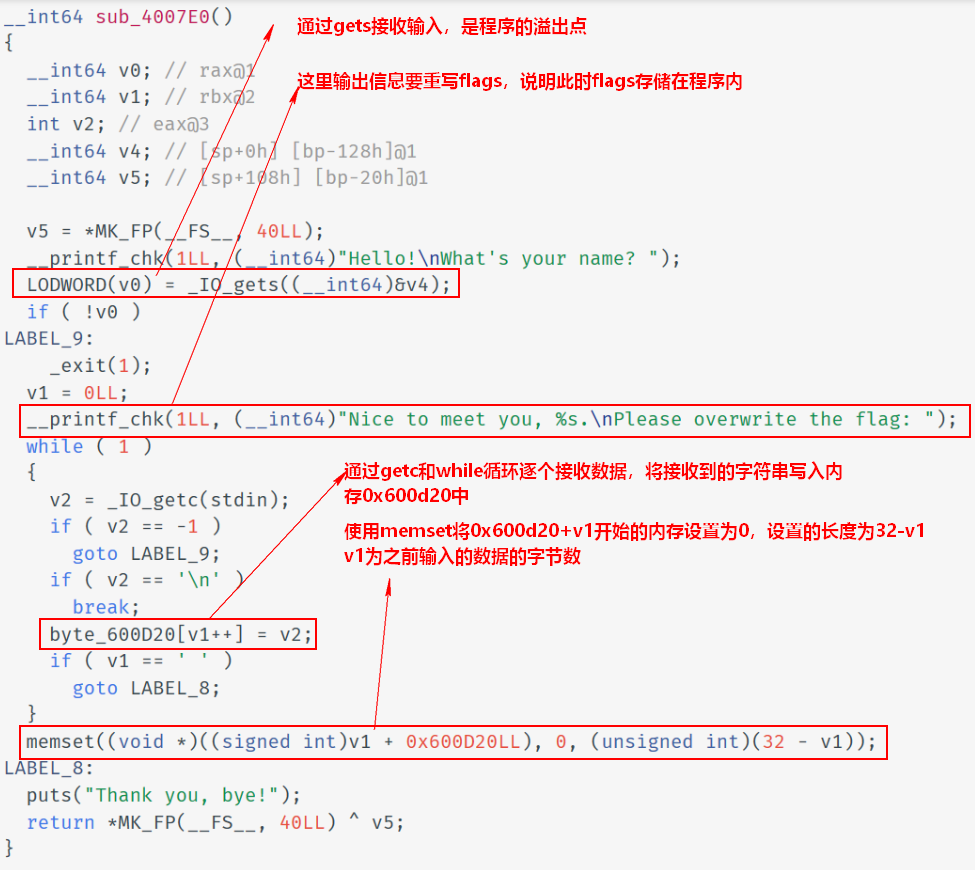 __int64 sub_4007E0()
通过gets接收输入，是程序的溢出点
{
__int64 v0; // rax@1
这里输出信息要重写flags，说明此时flags存储在程序内
__int64 v1; // rbx@2
int v2; // eax@3
__int64 v4; // [sp+0h] [bp-128h]@1
__int64 v5; // [sp+108h] [bp-20h]@1
v5 = *MK_FP(__FS__, 40LL);
__printf_chk(1LL, (__int64)"Hello!\nWhat's your name? ");
LODWORD(v0) = _IO_gets((__int64)&v4);
if ( !v0 )
LABEL_9:
_exit(1);
v1 = 0LL;
__printf_chk(1LL, (__int64)"Nice to meet you, %s.\nPlease overwrite the flag: ");
while ( 1 )
{
通过getc和while循环逐个接收数据，将接收到的字符串写入内
存0x600d20中
v2 = _IO_getc(stdin);
if ( v2 == -1 )
使用memset将0x600d20+v1开始的内存设置为0，设置的长度为32-v1
goto LABEL_9;
v1为之前输入的数据的字节数
if ( v2 == '\n' )
break;
byte_600D20[v1++] = v2;
if ( v1 == ' ' )
goto LABEL_8;
}
memset((void *)((signed int)v1 + 0x600D20LL), 0, (unsigned int)(32 - v1));
LABEL_8:
puts("Thank you, bye!");
return *MK_FP(__FS__, 40LL) ^ v5;
}